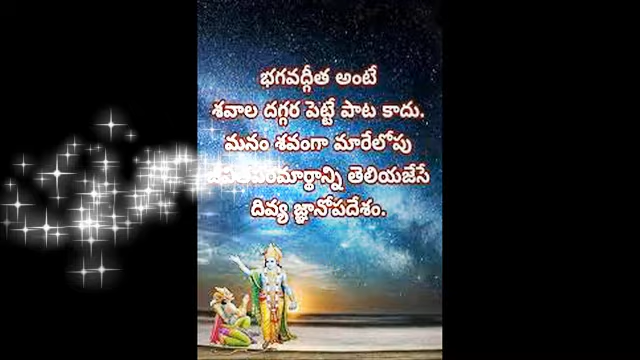 భగవద్గీత అంటే
శవాల దగ్గర పెట్టే పాట కాదు.
మనం శవంగా మారేలోపు
తెలియజేసే
దివ్య జ్ఞానోపదేశం.